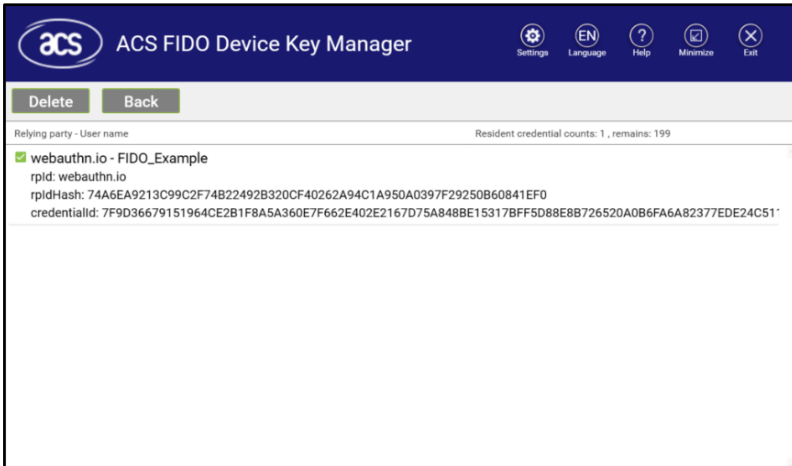 acs
ACS FIDO Device Key Manager
Settings
EN
Language
?
Help
Minimize
Exit
Delete
Back
Relying party - User name
Resident credential counts: 1 , remains: 199
webauthn.io - FIDO_Example
rpId: webauthn.io
rpIdHash: 74A6EA9213C99C2F74B22492B320CF40262A94C1A950A0397F29250B60841EF0
credentialId: 7F9D36679151964CE2B1F8A5A360E7F662E402E2167D75A848BE15317BFF5D88E8B726520A0B6FA6A82377EDE24C511